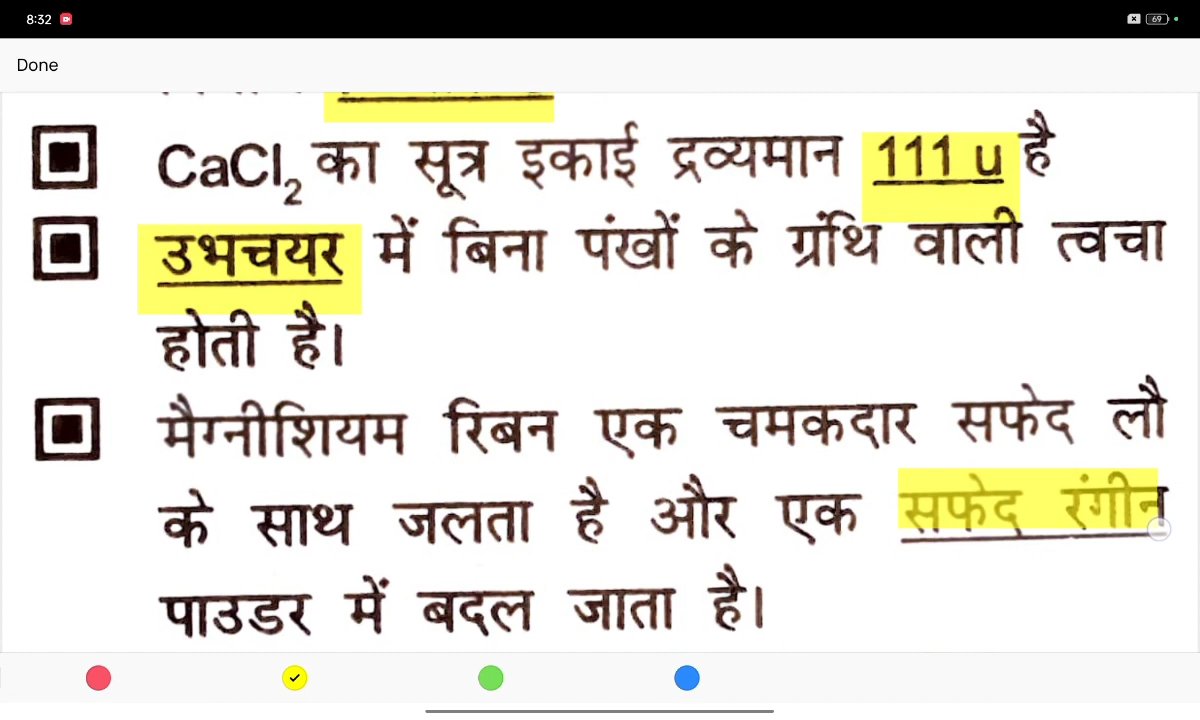 8:32
69
Done
CaCl₂ का सूत्र इकाई द्रव्यमान 111 u है
उभचयर में बिना पंखों के ग्रंथि वाली त्वचा
होती है।
मैग्नीशियम रिबन एक चमकदार सफेद लौ
के साथ जलता है और एक सफेद रंगीन
पाउडर में बदल जाता है।